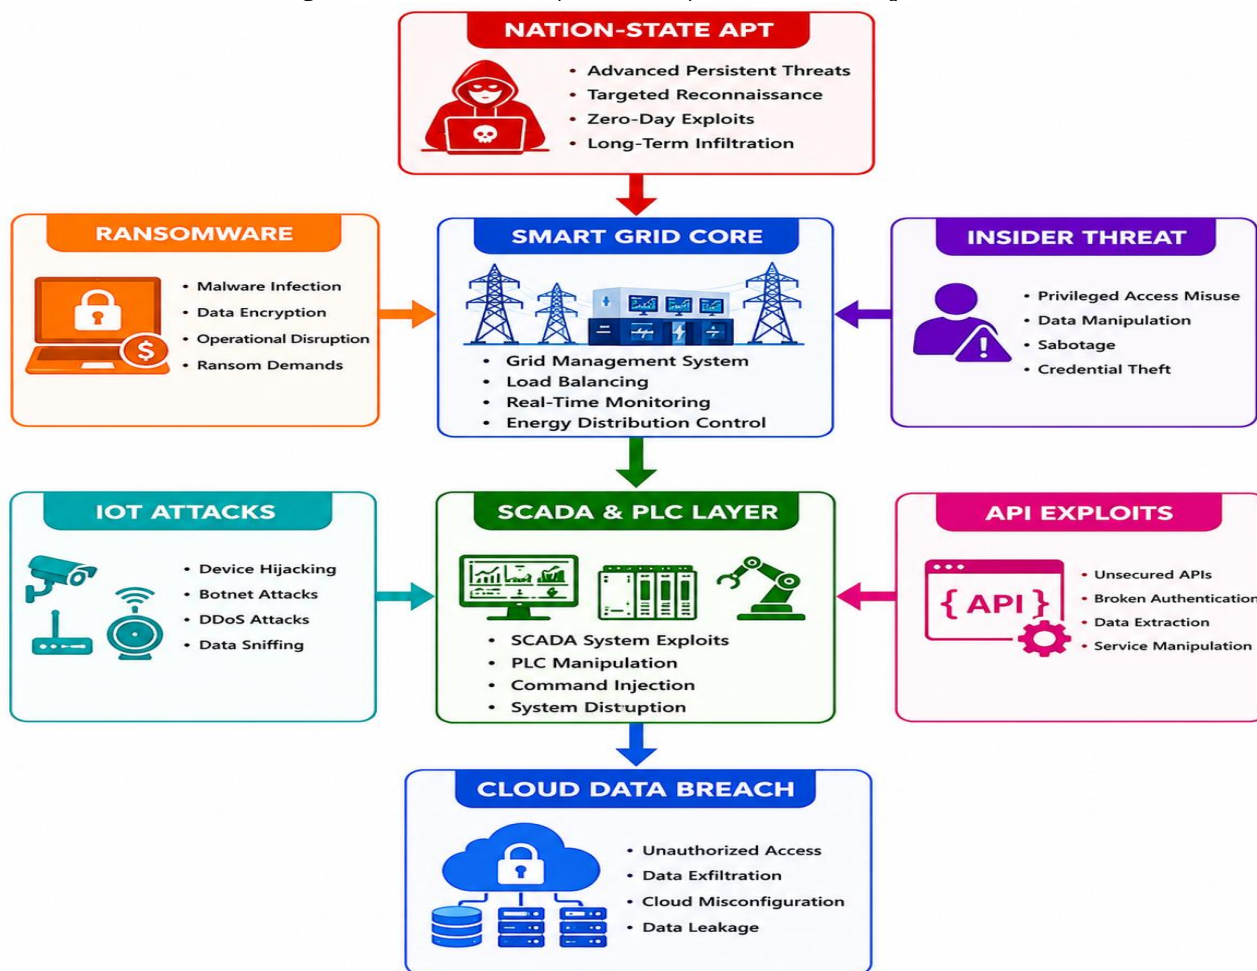 NATION-STATE APT
• Advanced Persistent Threats
• Targeted Reconnaissance
• Zero-Day Exploits
• Long-Term Infiltration
RANSOMWARE
• Malware Infection
• Data Encryption
• Operational Disruption
• Ransom Demands
$
SMART GRID CORE
• Grid Management System
• Load Balancing
• Real-Time Monitoring
• Energy Distribution Control
INSIDER THREAT
• Privileged Access Misuse
• Data Manipulation
• Sabotage
• Credential Theft
!
IOT ATTACKS
• Device Hijacking
• Botnet Attacks
• DDoS Attacks
• Data Sniffing
SCADA & PLC LAYER
• SCADA System Exploits
• PLC Manipulation
• Command Injection
• System Distruption
API EXPLOITS
{ API }
• Unsecured APIs
• Broken Authentication
• Data Extraction
• Service Manipulation
CLOUD DATA BREACH
• Unauthorized Access
• Data Exfiltration
• Cloud Misconfiguration
• Data Leakage